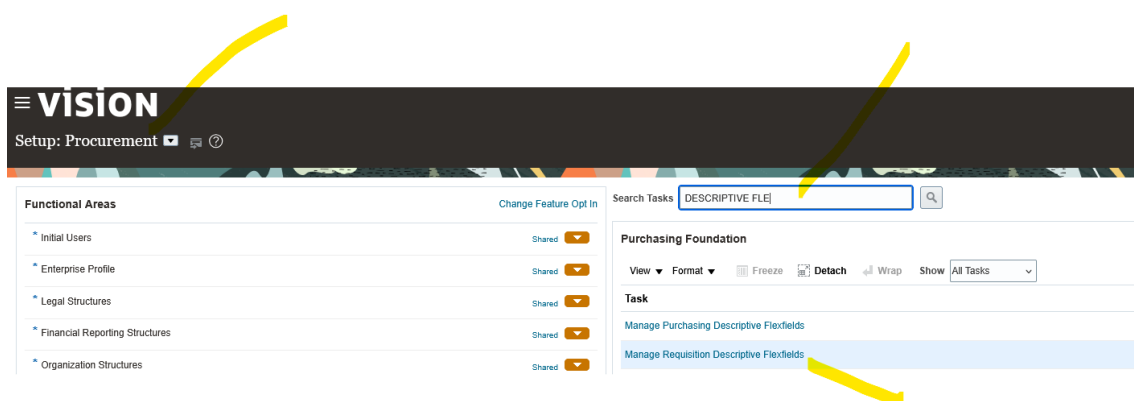 vision
Setup: Procurement
Functional Areas
Change Feature Opt In
* Initial Users
Shared
* Enterprise Profile
Shared
* Legal Structures
Shared
* Financial Reporting Structures
Shared
* Organization Structures
Shared
Search Tasks DESCRIPTIVE FLE
Purchasing Foundation
View Format Freeze Detach Wrap Show All Tasks
Task
Manage Purchasing Descriptive Flexfields
Manage Requisition Descriptive Flexfields